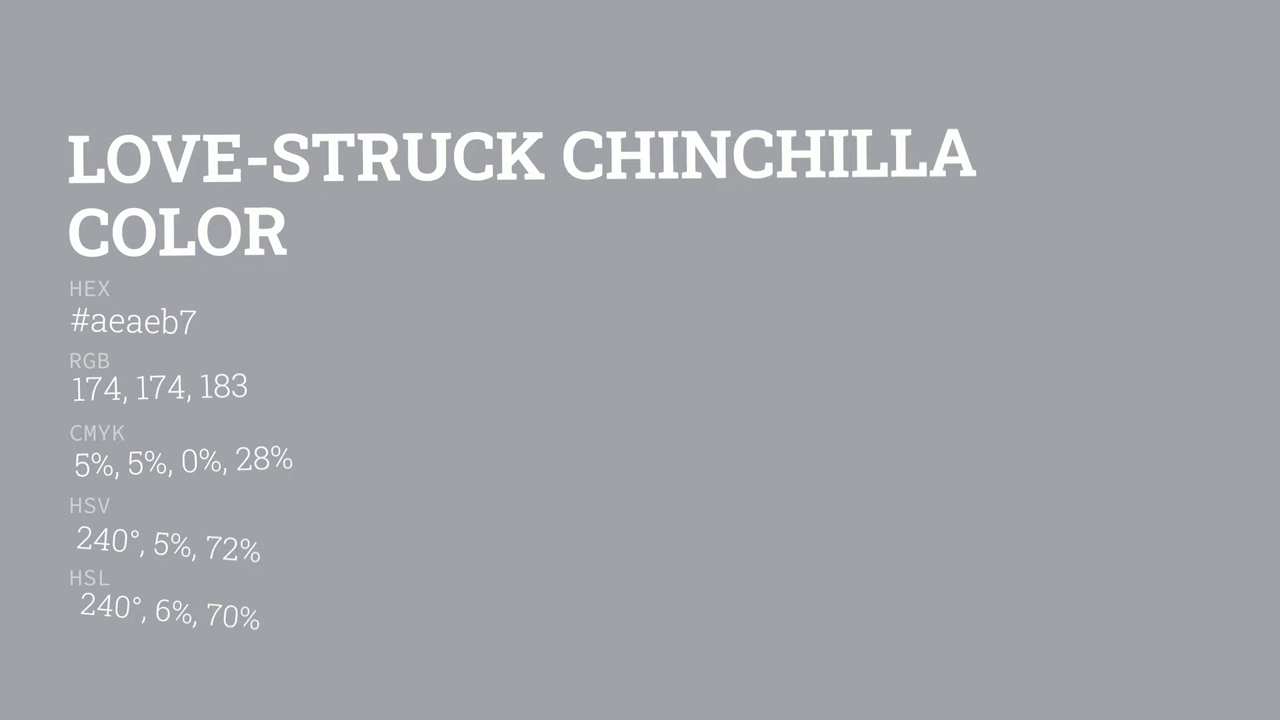 LOVE-STRUCK CHINCHILLA
COLOR
HEX
#aeaeb7
RGB
174, 174, 183
CMYK
5%, 5%, 0%, 28%
HSV
240°, 5%, 72%
HSL
240°, 6%, 70%